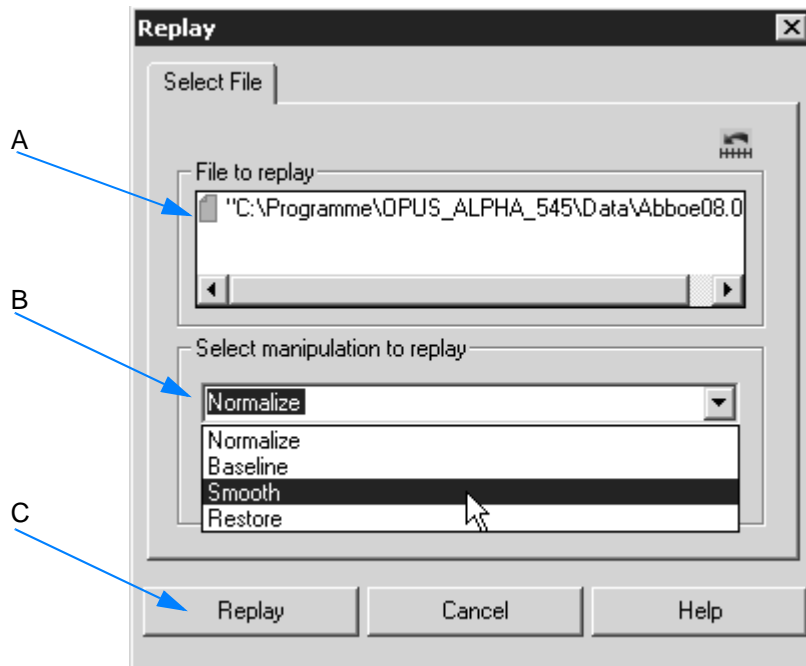 Replay
Select File
A
File to replay
"C:\Programme\OPUS_ALPHA_545\Data\Abboe08.0
B
Select manipulation to replay
Normalize
Normalize
Baseline
Smooth
Restore
C
Replay Cancel Help